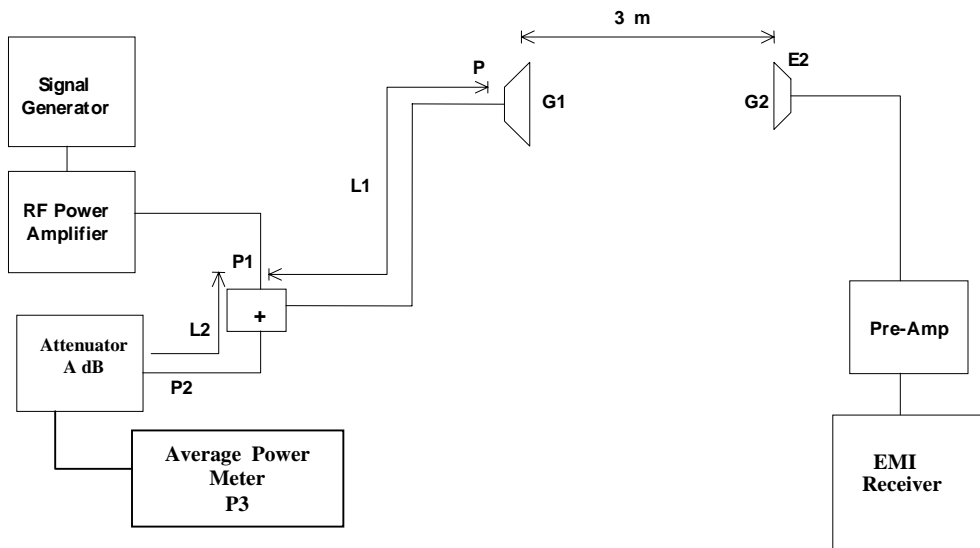 3 m
Signal
Generator
P
E2
G1
G2
L1
RF Power
Amplifier
P1
+
L2
Attenuator
A dB
P2
Pre-Amp
Average Power
Meter
P3
EMI
Receiver